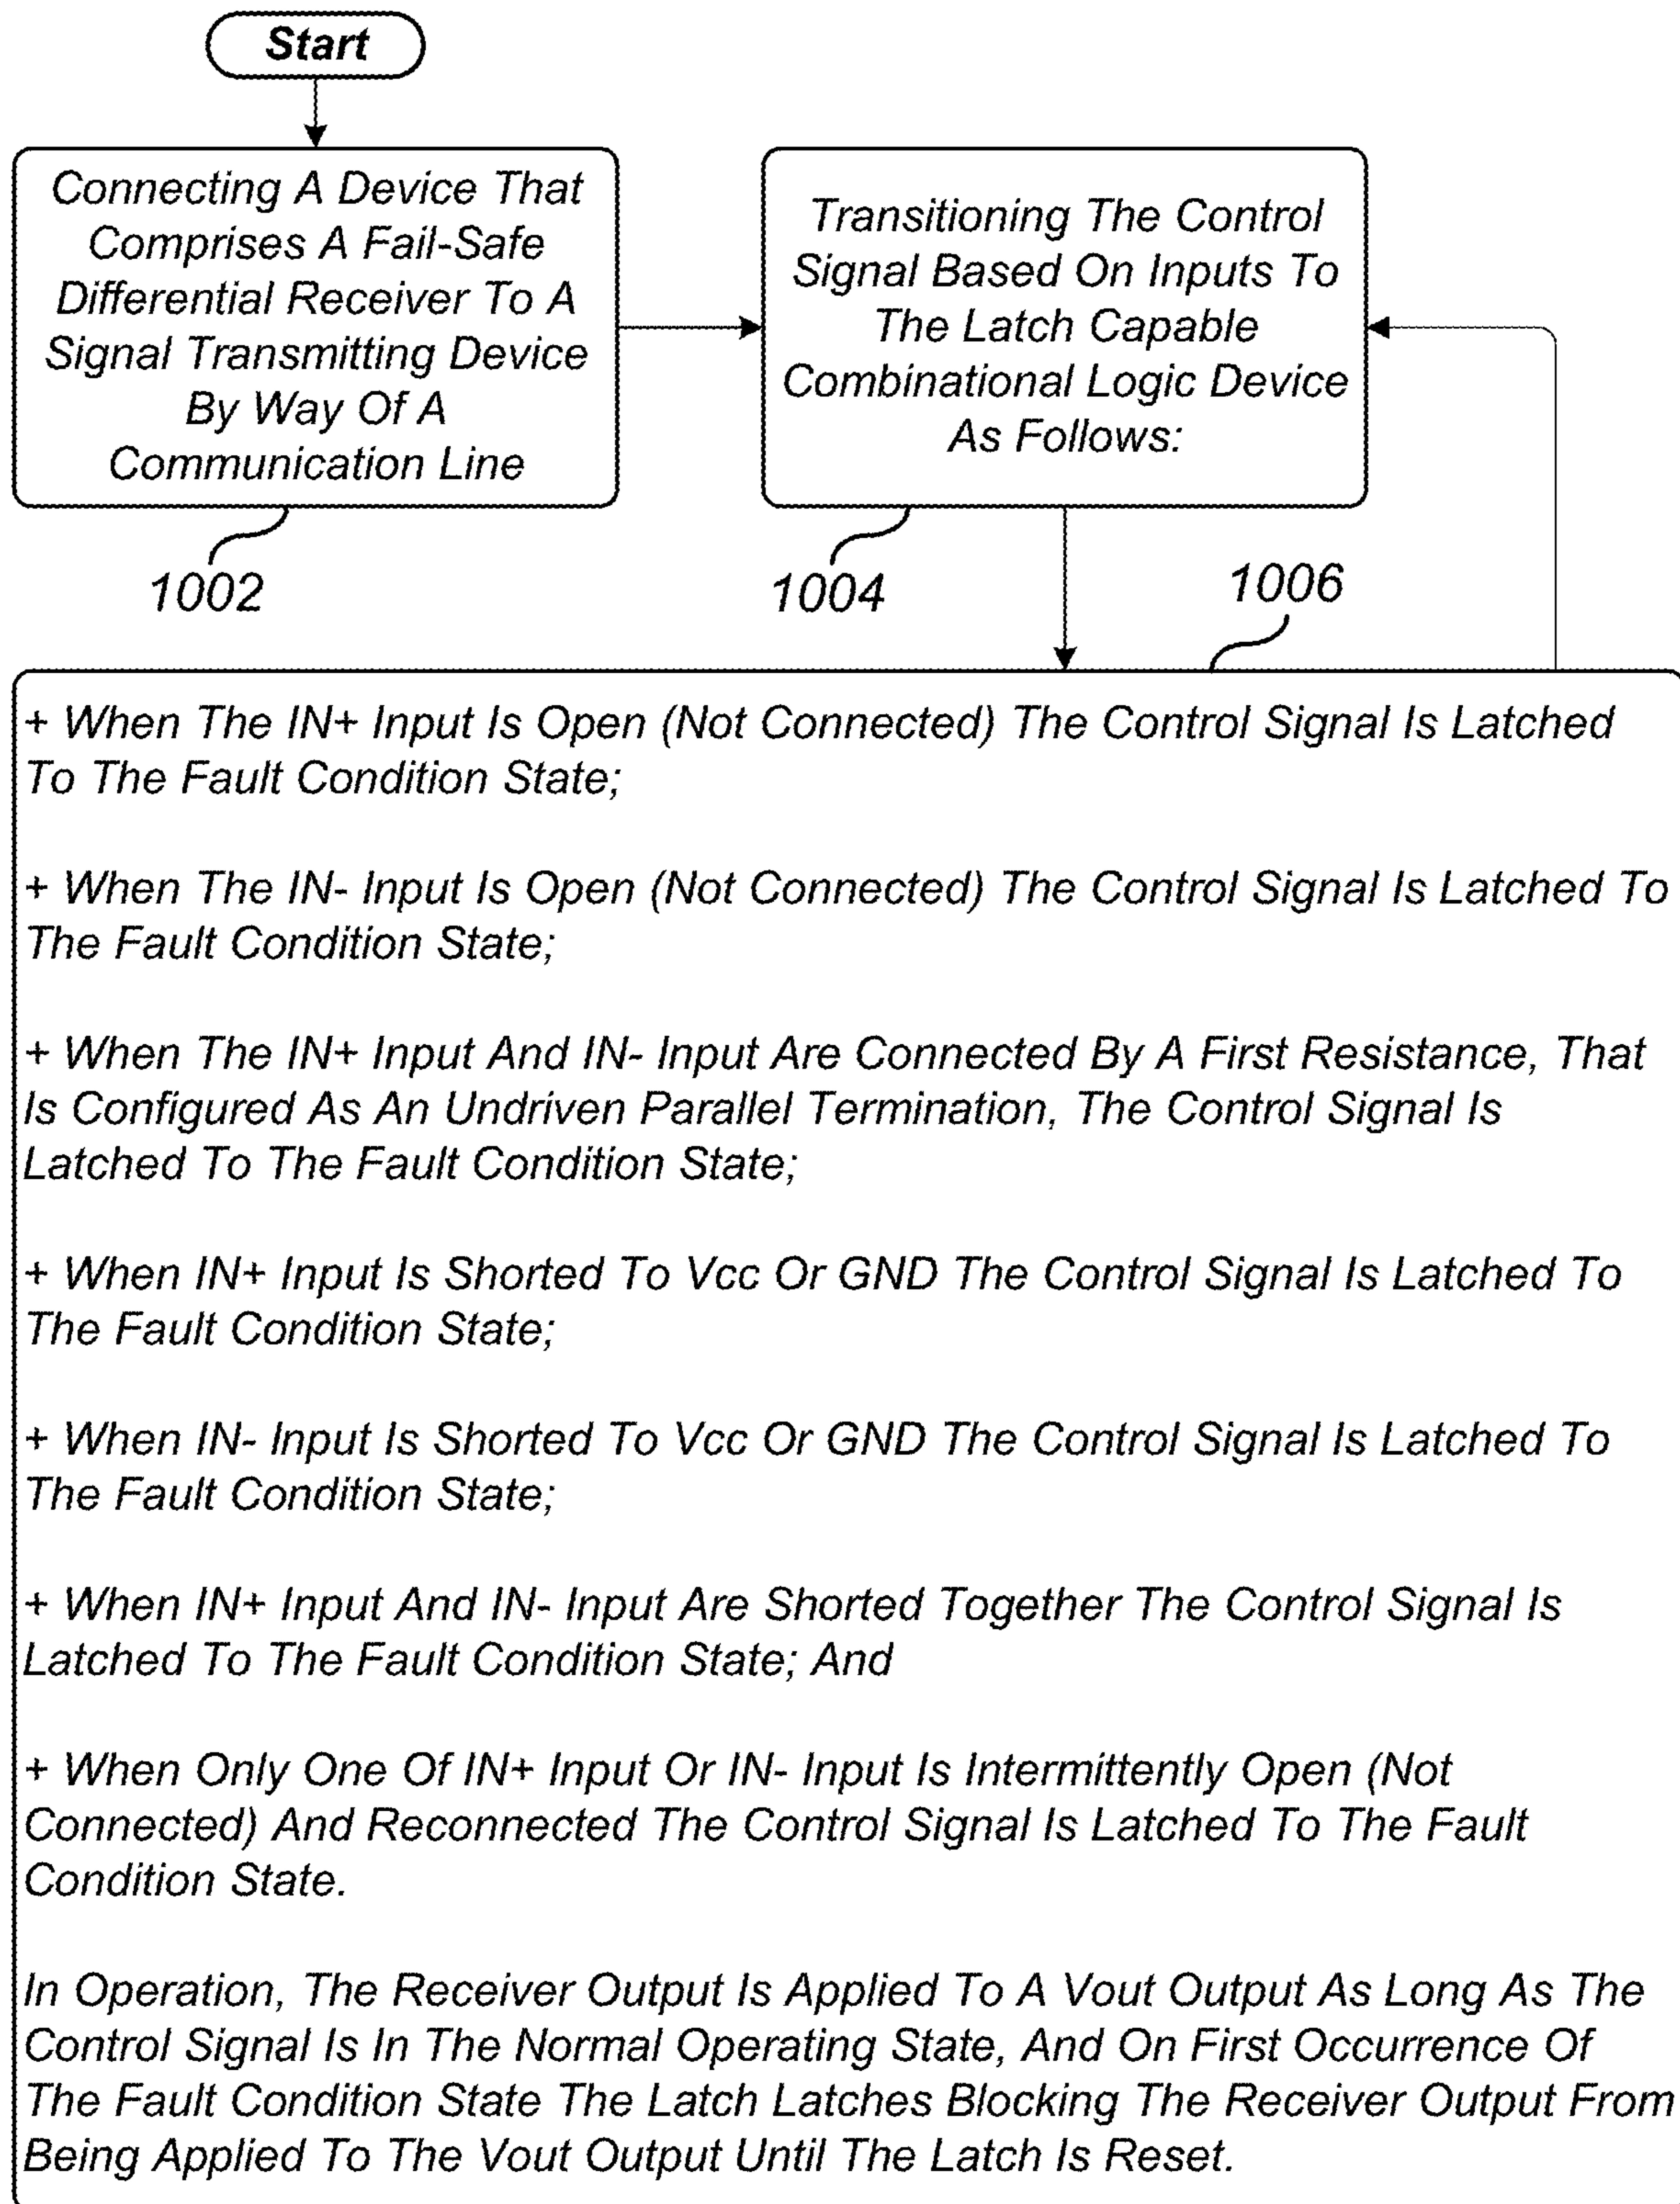 Start
Connecting A Device That
Comprises A Fail-Safe
Differential Receiver To A
Signal Transmitting Device
By Way Of A
Communication Line
1002
Transitioning The Control
Signal Based On Inputs To
The Latch Capable
Combinational Logic Device
As Follows:
1004
1006
+ When The IN+ Input Is Open (Not Connected) The Control Signal Is Latched
To The Fault Condition State;
+ When The IN- Input Is Open (Not Connected) The Control Signal Is Latched To
The Fault Condition State;
+ When The IN+ Input And IN- Input Are Connected By A First Resistance, That
Is Configured As An Undriven Parallel Termination, The Control Signal Is
Latched To The Fault Condition State;
+ When IN+ Input Is Shorted To Vcc Or GND The Control Signal Is Latched To
The Fault Condition State;
+ When IN- Input Is Shorted To Vcc Or GND The Control Signal Is Latched To
The Fault Condition State;
+ When IN+ Input And IN- Input Are Shorted Together The Control Signal Is
Latched To The Fault Condition State; And
+ When Only One Of IN+ Input Or IN- Input Is Intermittently Open (Not
Connected) And Reconnected The Control Signal Is Latched To The Fault
Condition State.
In Operation, The Receiver Output Is Applied To A Vout Output As Long As The
Control Signal Is In The Normal Operating State, And On First Occurrence Of
The Fault Condition State The Latch Latches Blocking The Receiver Output From
Being Applied To The Vout Output Until The Latch Is Reset.